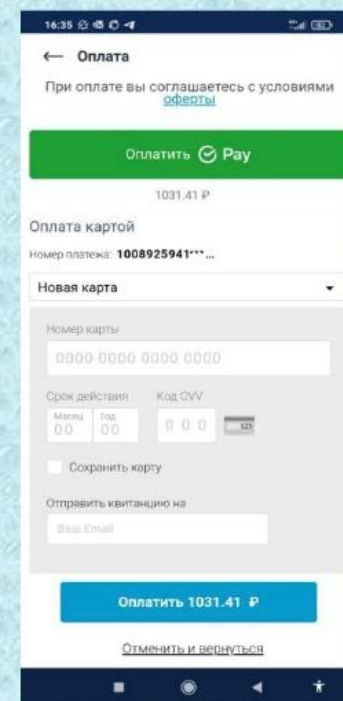 16:35
← Оплата
При оплате вы соглашаетесь с условиями
оферты
Оплатить Pay
1031.41 ₽
Оплата картой
Номер платежа: 1008925941***...
Новая карта
Номер карты
0000 0000 0000 0000
Срок действия Код CVV
Месяц Год
00 00 0 0 0 123
Сохранить карту
Отправить квитанцию на
Ваш Email
Оплатить 1031.41 ₽
Отменить и вернуться